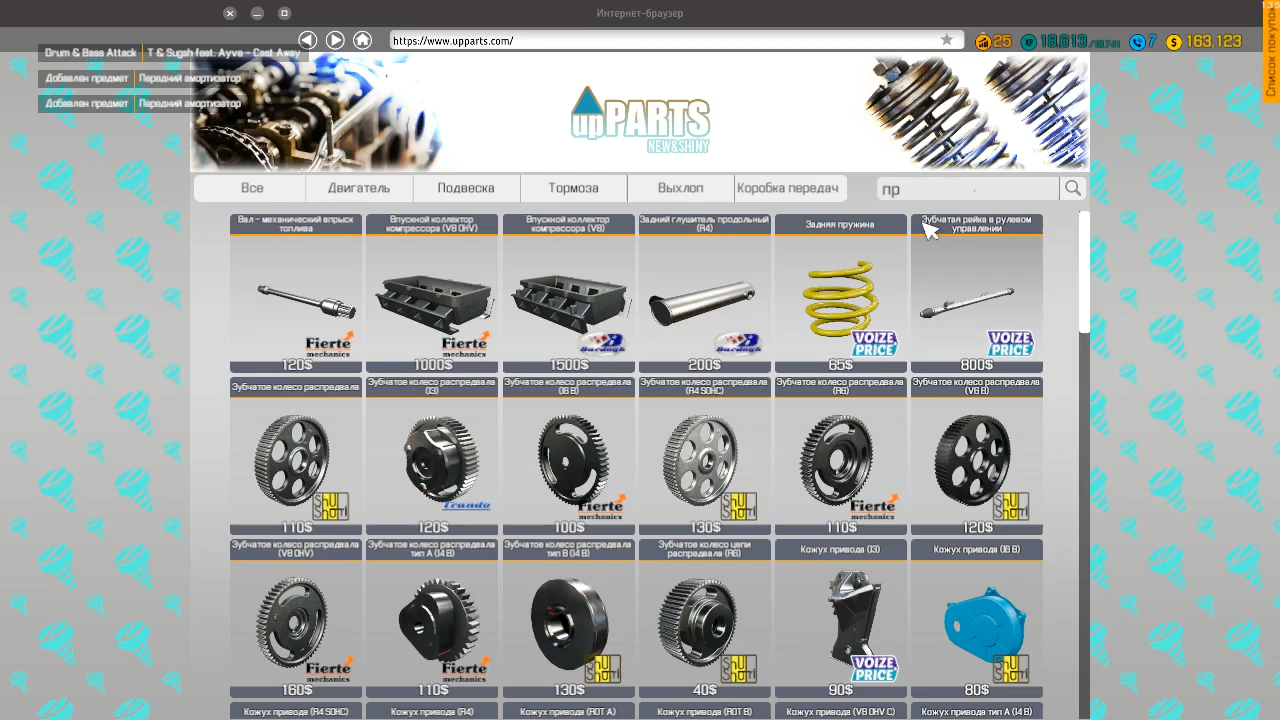 Интернет-браузер
https://www.upparts.com/
Drum & Bass Attack T & Sugah feat. Ayve - Cast Away
25 18,813 7 163,123
Добавлен предмет Передний амортизатор
Добавлен предмет Передний амортизатор
Список покупок
upPARTS
NEW&SHINY
Все Двигатель Подвеска Тормоза Выхлоп Коробка передач пр
Вал - механический впрыск топлива
Впускной коллектор компрессора (V8 OHV)
Впускной коллектор компрессора (V8)
Задний глушитель продольный (R4)
Задняя пружина
Зубчатая рейка в рулевом управлении
Fierte mechanics
Fierte mechanics
Bardogh
Bardogh
VOIZE PRICE
VOIZE PRICE
120$ 1000$ 1500$ 200$ 65$ 800$
Зубчатое колесо распредвала
Зубчатое колесо распредвала (I3)
Зубчатое колесо распредвала (I6 B)
Зубчатое колесо распредвала (R4 SOHC)
Зубчатое колесо распредвала (R6)
Зубчатое колесо распредвала (V6 B)
Trando
Fierte mechanics
Fierte mechanics
110$ 120$ 100$ 130$ 110$ 120$
Зубчатое колесо распредвала (V8 OHV)
Зубчатое колесо распредвала тип A (I4 B)
Зубчатое колесо распредвала тип B (I4 B)
Зубчатое колесо цепи распредвала (R6)
Кожух привода (I3)
Кожух привода (I6 B)
Fierte mechanics
Fierte mechanics
VOIZE PRICE
160$ 110$ 130$ 40$ 90$ 80$
Кожух привода (R4 SOHC)
Кожух привода (R4)
Кожух привода (ROT A)
Кожух привода (ROT B)
Кожух привода (V8 OHV C)
Кожух привода тип A (I4 B)